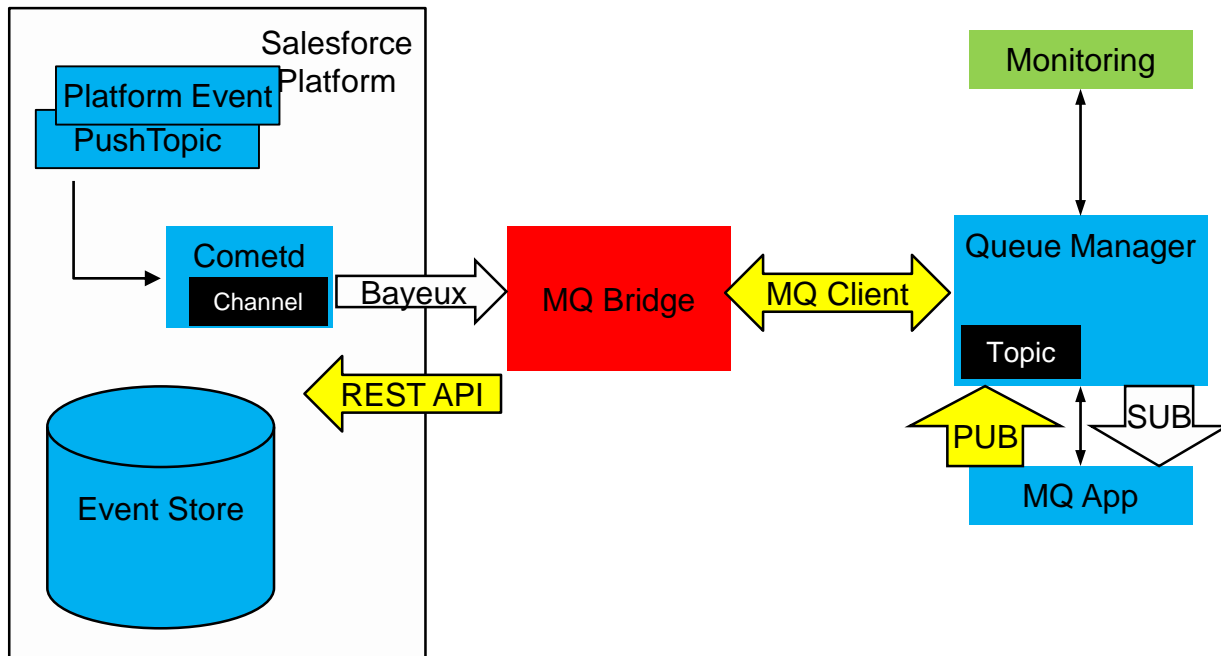 Salesforce
Platform
Platform Event
PushTopic
Cometd
Channel
Bayeux
REST API
Event Store
MQ Bridge
MQ Client
Monitoring
Queue Manager
Topic
PUB
SUB
MQ App